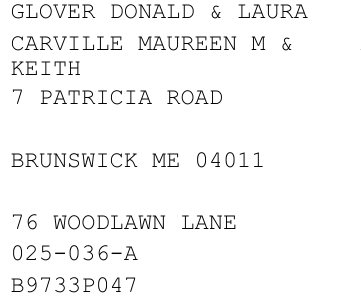 GLOVER DONALD & LAURA
CARVILLE MAUREEN M &
KEITH
7 PATRICIA ROAD
BRUNSWICK ME 04011
76 WOODLAWN LANE
025-036-A
B9733P047